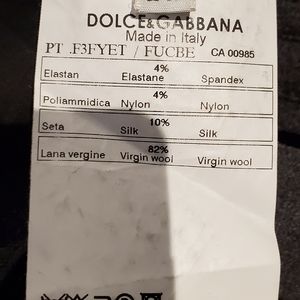 DOLCE&GABBANA
Made in Italy
PT .F3FYET / FUCBE CA 00985
4%
Elastan Elastane Spandex
4%
Poliammidica Nylon Nylon
10%
Seta Silk Silk
82%
Lana vergine Virgin wool Virgin wool